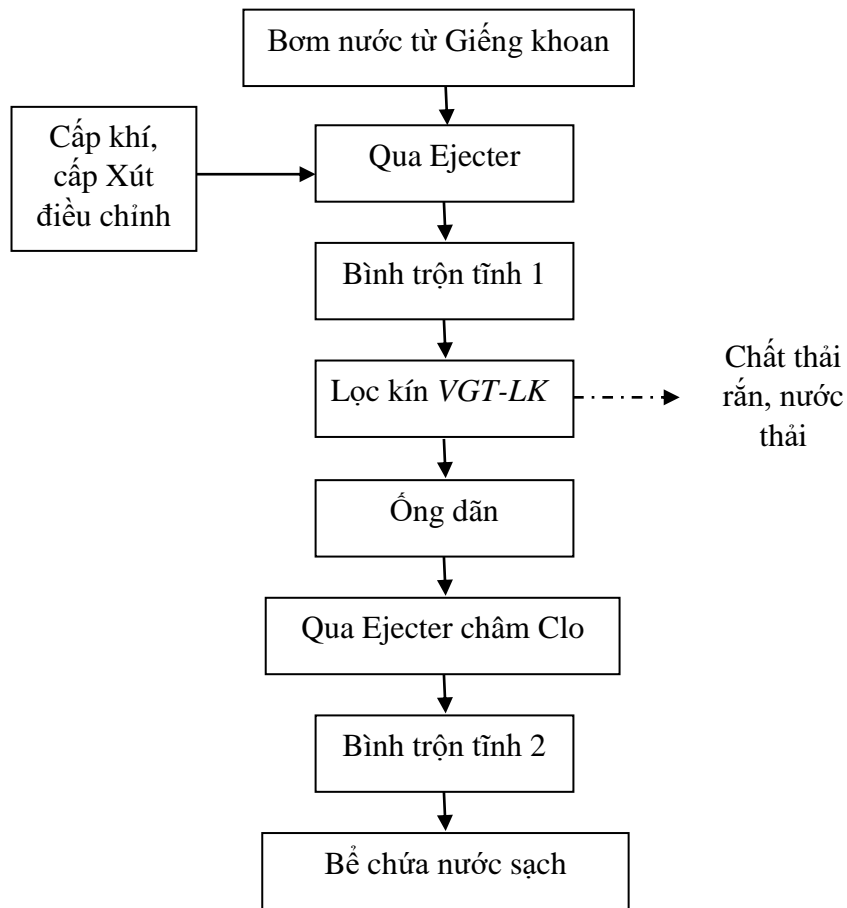 Bơm nước từ Giếng khoan
Cấp khí,
cấp Xút
điều chỉnh
Qua Ejecter
Bình trộn tĩnh 1
Lọc kín VGT-LK
Chất thải
rắn, nước
thải
Ống dẫn
Qua Ejecter châm Clo
Bình trộn tĩnh 2
Bể chứa nước sạch